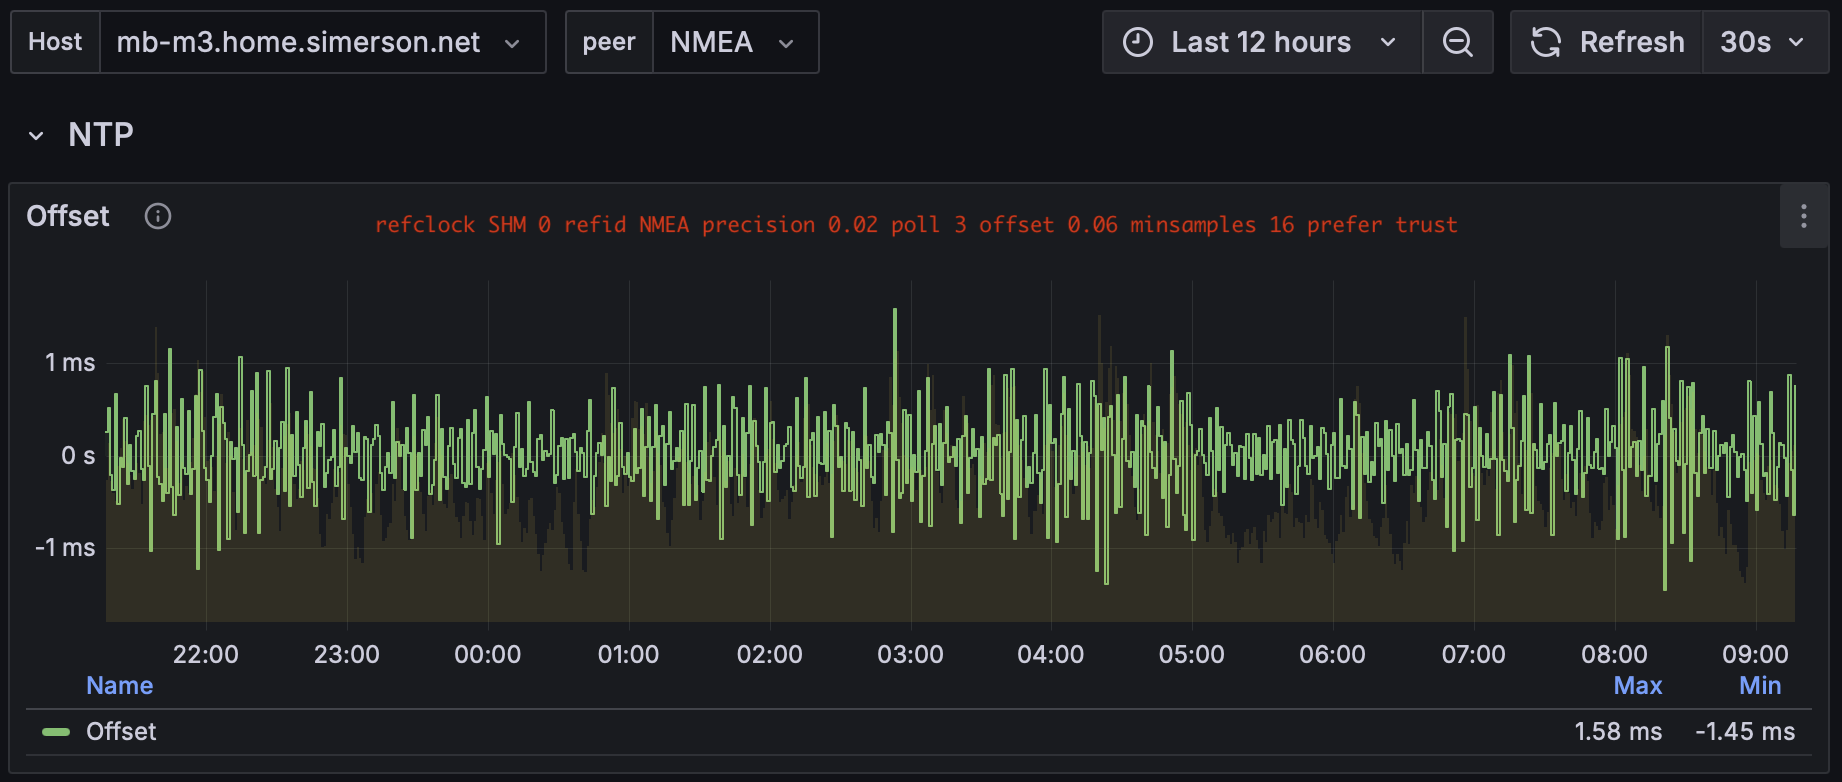 Host mb-m3.home.simerson.net peer NMEA Last 12 hours Refresh 30s
NTP
Offset
refclock SHM 0 refid NMEA precision 0.02 poll 3 offset 0.06 minsamples 16 prefer trust
1 ms
0 s
-1 ms
22:00 23:00 00:00 01:00 02:00 03:00 04:00 05:00 06:00 07:00 08:00 09:00
Name Max Min
Offset 1.58 ms -1.45 ms